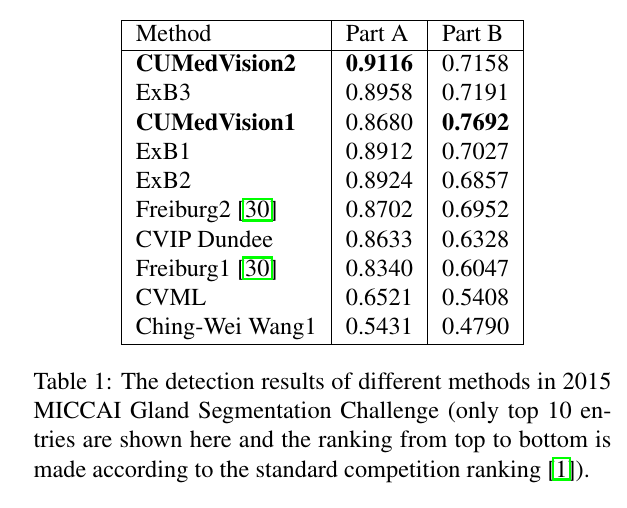 Method Part A Part B
CUMedVision2 0.9116 0.7158
ExB3 0.8958 0.7191
CUMedVision1 0.8680 0.7692
ExB1 0.8912 0.7027
ExB2 0.8924 0.6857
Freiburg2 [30] 0.8702 0.6952
CVIP Dundee 0.8633 0.6328
Freiburg1 [30] 0.8340 0.6047
CVML 0.6521 0.5408
Ching-Wei Wang1 0.5431 0.4790
Table 1: The detection results of different methods in 2015
MICCAI Gland Segmentation Challenge (only top 10 en-
tries are shown here and the ranking from top to bottom is
made according to the standard competition ranking [1]).